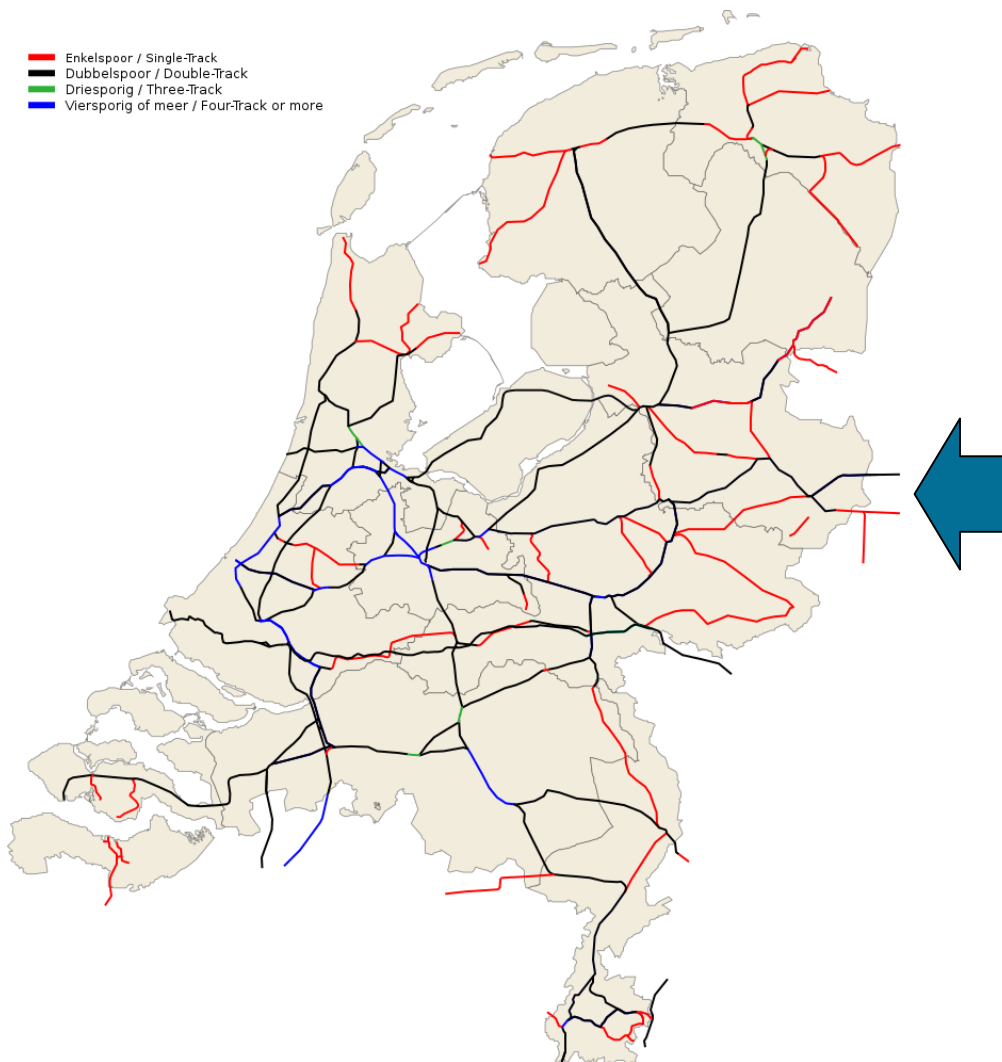 Enkelspoor / Single-Track
Dubbelspoor / Double-Track
Driesporig / Three-Track
Viersporig of meer / Four-Track or more